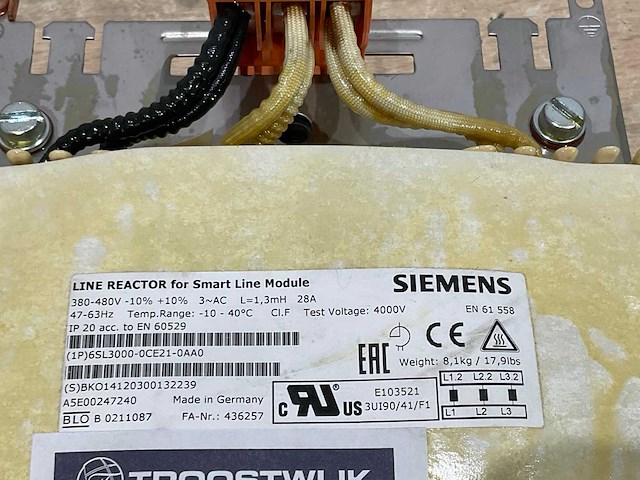 LINE REACTOR for Smart Line Module
SIEMENS
380-480V -10% +10% 3~AC L=1,3mH 28A
47-63Hz Temp.Range: -10 - 40°C Cl.F Test Voltage: 4000V
EN 61 558
IP 20 acc. to EN 60529
(1P)6SL3000-0CE21-0AA0
EAC
CE
Weight: 8,1kg / 17,9lbs
(S)BKO14120300132239
A5E00247240
Made in Germany
BLO B 0211087
FA-Nr.: 436257
C RU US
E103521
3UI90/41/F1
L1.2 L2.2 L3.2
L1 L2 L3
TROOSTWIJK